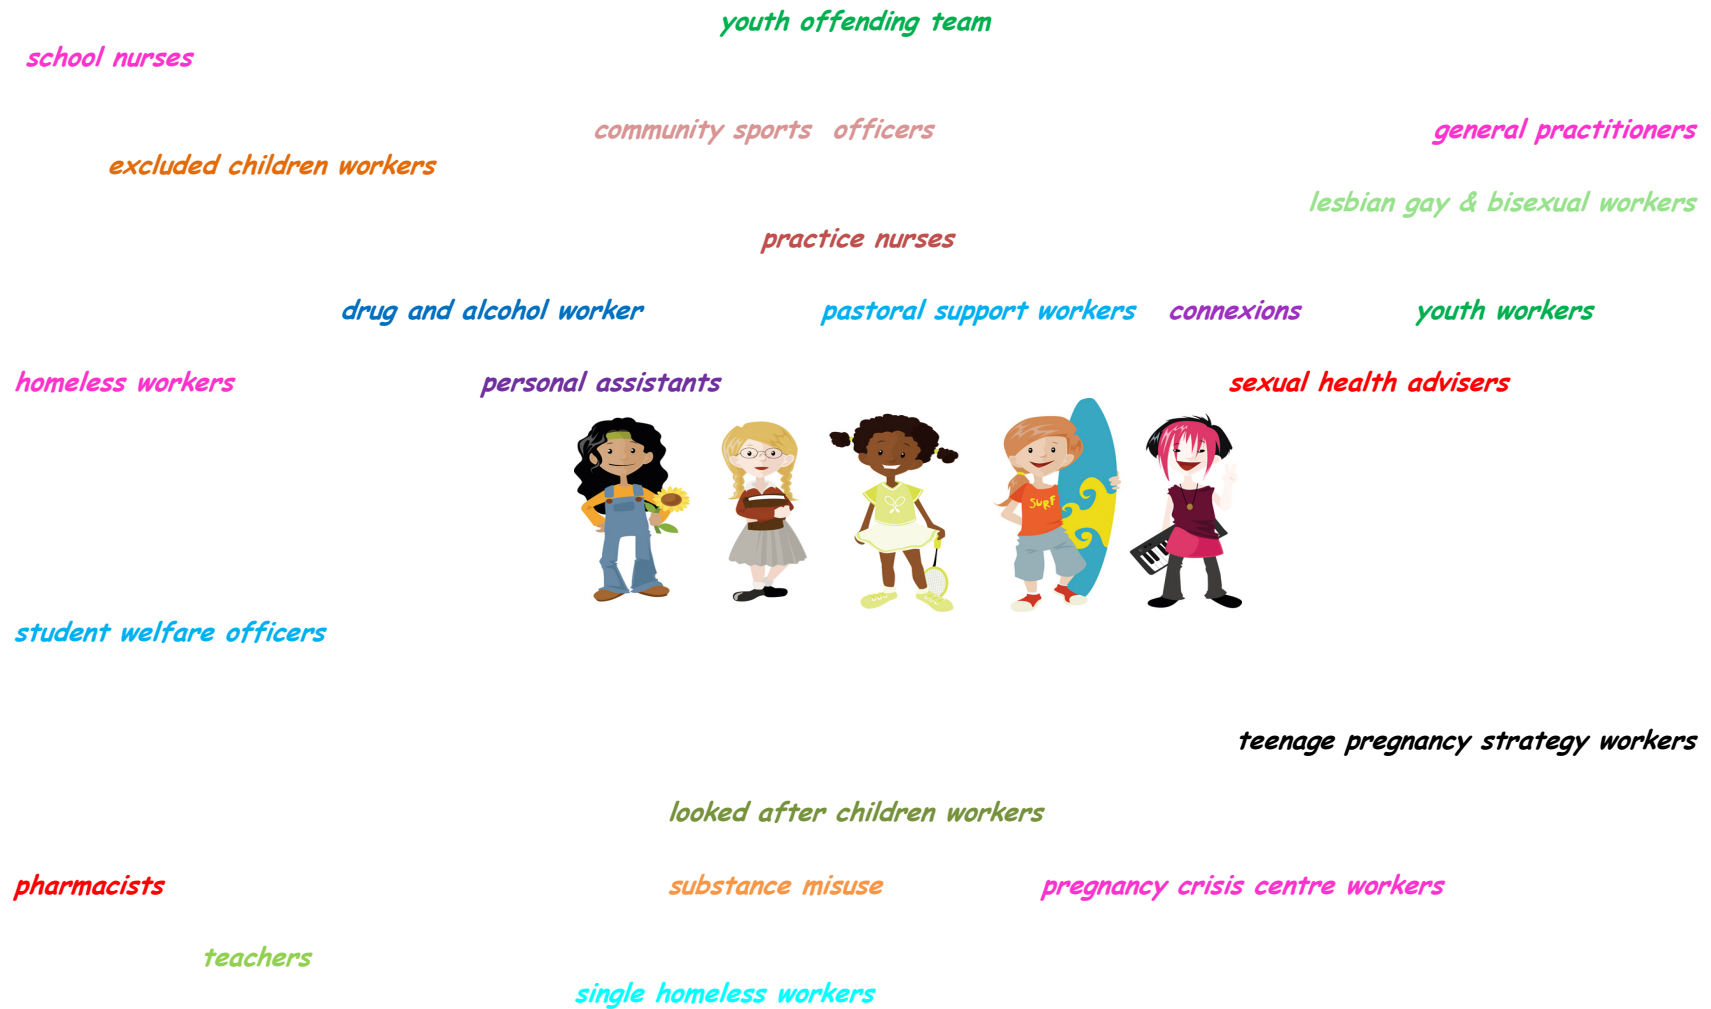 youth offending team
school nurses
community sports officers
general practitioners
excluded children workers
lesbian gay & bisexual workers
practice nurses
drug and alcohol worker
pastoral support workers
connexions
youth workers
homeless workers
personal assistants
sexual health advisers
SURF
student welfare officers
teenage pregnancy strategy workers
looked after children workers
pharmacists
substance misuse
pregnancy crisis centre workers
teachers
single homeless workers